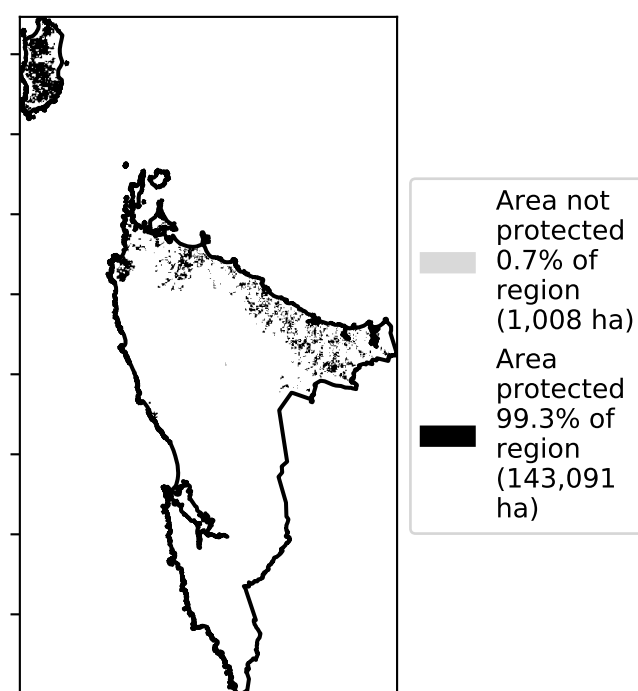 Area not
protected
0.7% of
region
(1,008 ha)
Area
protected
99.3% of
region
(143,091
ha)